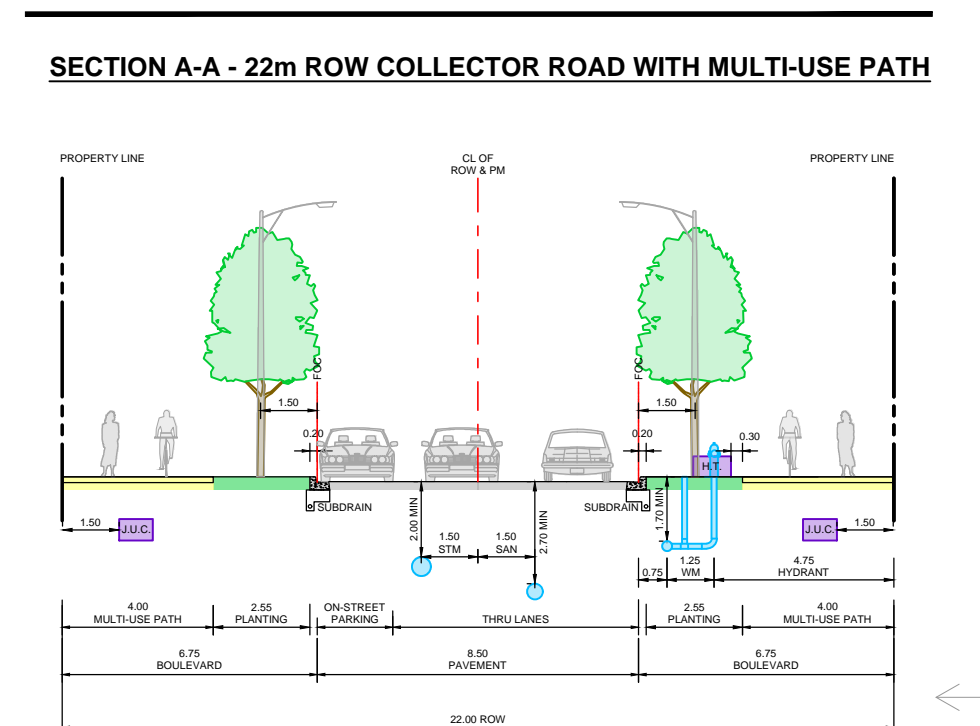 SECTION A-A - 22m ROW COLLECTOR ROAD WITH MULTI-USE PATH
PROPERTY LINE
CL OF
ROW & PM
PROPERTY LINE
FOC
FOC
1.50
1.50
0.20
0.20
0.30
H.T.
SUBDRAIN
SUBDRAIN
2.00 MIN
2.70 MIN
1.70 MIN
1.50
J.U.C.
1.50
STM
1.50
SAN
J.U.C.
1.50
0.75
1.25
WM
4.75
HYDRANT
4.00
MULTI-USE PATH
2.55
PLANTING
ON-STREET
PARKING
THRU LANES
2.55
PLANTING
4.00
MULTI-USE PATH
6.75
BOULEVARD
8.50
PAVEMENT
6.75
BOULEVARD
22.00 ROW